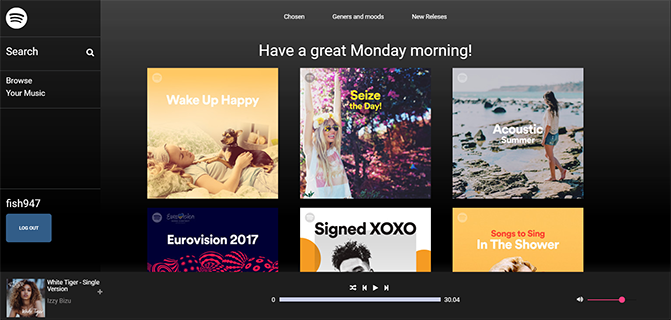 Chosen
Geners and moods
New Releses
Search
Have a great Monday morning!
Browse
Your Music
Wake Up Happy
Seize
the Day!
Acoustic
Summer
fish947
LOG OUT
Eurovision 2017
Signed XOXO
Songs to Sing
In The Shower
White Tiger - Single
Version
Izzy Bizu
0
30:04